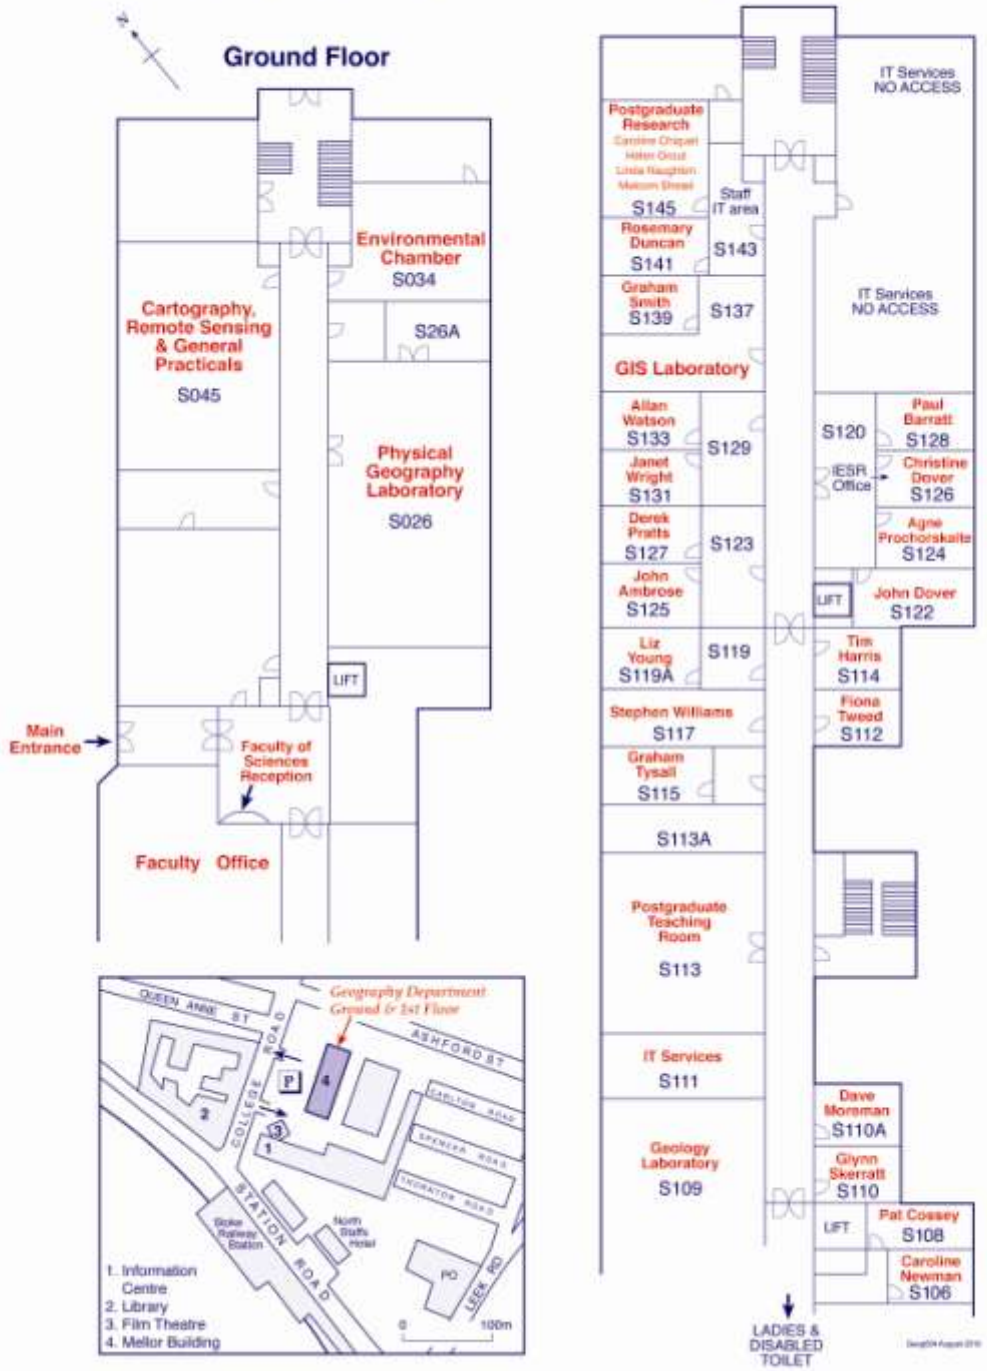 N
Ground Floor
Environmental
Chamber
S034
Cartography,
Remote Sensing
& General
Practicals
S045
S26A
Physical
Geography
Laboratory
S026
LIFT
Main
Entrance
Faculty of
Sciences
Reception
Faculty Office
Geography Department
Ground & 1st Floor
QUEEN ANNE ST
COLLEGE ROAD
ASHFORD ST
P
4
2
3
1
CARLTON ROAD
SPENCER ROAD
THORNTON ROAD
STATION ROAD
Stoke
Railway
Station
North
Staffs
Hotel
PO
LEEK RD
0 100m
1. Information
Centre
2. Library
3. Film Theatre
4. Mellor Building
IT Services
NO ACCESS
Postgraduate
Research
Caroline
Helen
Linda Naughton
Malcolm
S145
Staff
IT area
S143
Rosemary
Duncan
S141
Graham
Smith
S139
S137
IT Services
NO ACCESS
GIS Laboratory
Allan
Watson
S133
S129
Janet
Wright
S131
S120
Paul
Barratt
S128
IESR
Office
Christine
Dover
S126
Derek
Pratts
S127
S123
Agne
Prochorskaite
S124
John
Ambrose
S125
LIFT
John Dover
S122
Liz
Young
S119A
S119
Tim
Harris
S114
Stephen Williams
S117
Fiona
Tweed
S112
Graham
Tysall
S115
S113A
Postgraduate
Teaching
Room
S113
IT Services
S111
Dave
Moreman
S110A
Geology
Laboratory
S109
Glynn
Skerratt
S110
LIFT
Pat Cossey
S108
Caroline
Newman
S106
LADIES &
DISABLED
TOILET
August 2010